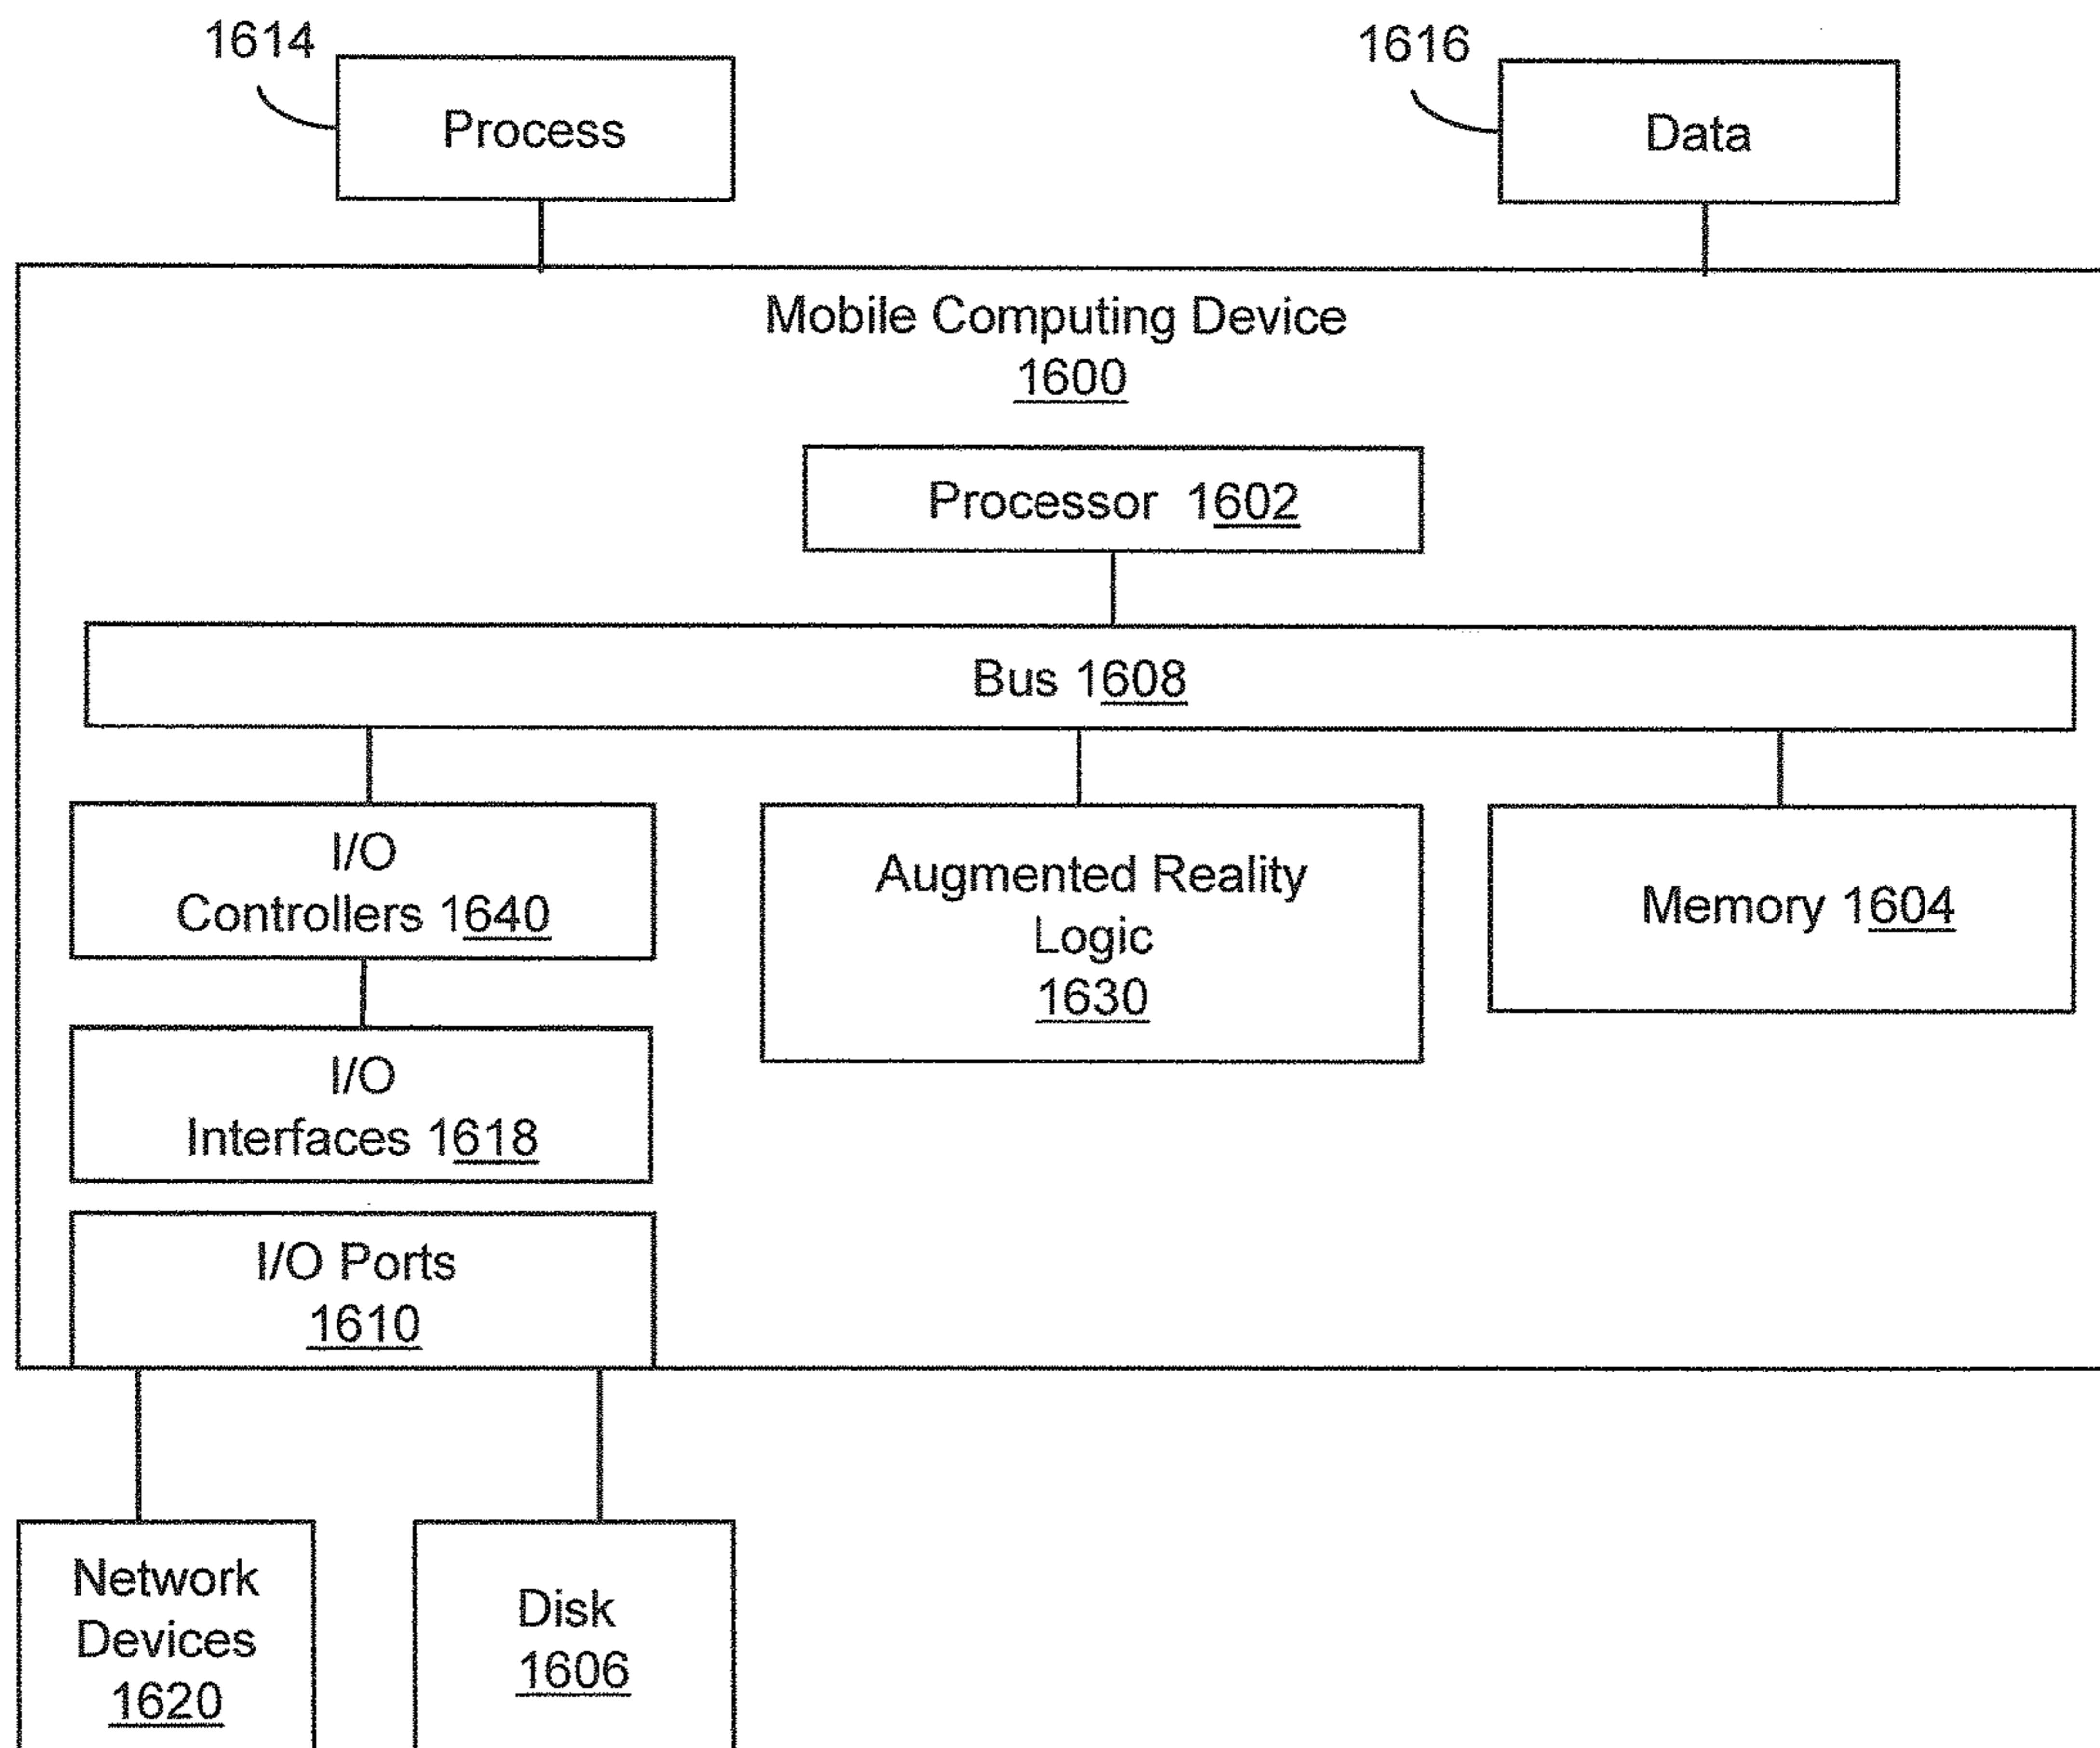 1614
1616
Process
Data
Mobile Computing Device
1600
Processor 1602
Bus 1608
I/O
Controllers 1640
Augmented Reality
Logic
1630
Memory 1604
I/O
Interfaces 1618
I/O Ports
1610
Network
Devices
1620
Disk
1606